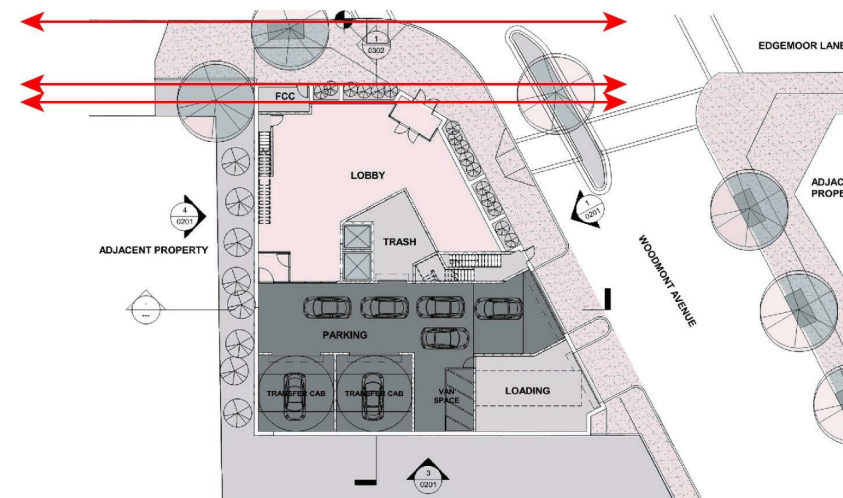 EDGEMOOR LANE
1
0302
FCC
LOBBY
4
0201
TRASH
ADJACENT PROPERTY
1
0201
WOODMONT AVENUE
DN
PARKING
TRANSFER CAB
TRANSFER CAB
VAN
SPACE
LOADING
3
0201